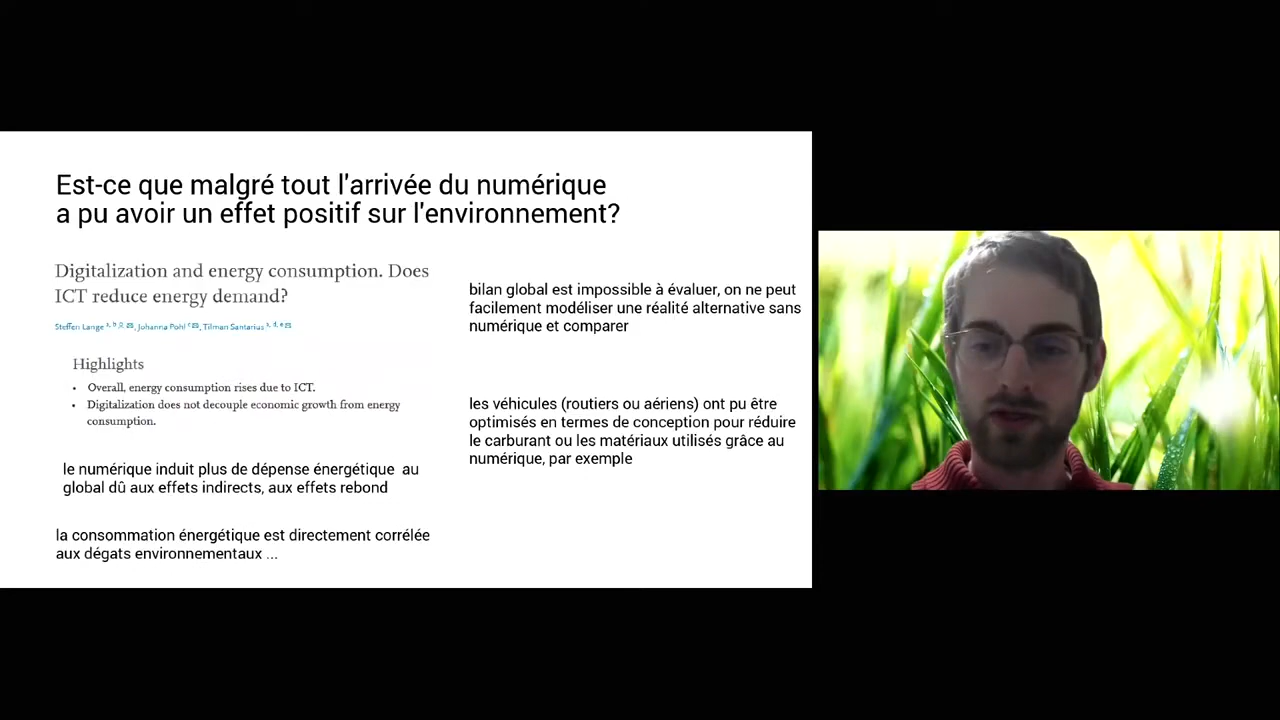 Est-ce que malgré tout l'arrivée du numérique
a pu avoir un effet positif sur l'environnement?
Digitalization and energy consumption. Does
ICT reduce energy demand?
Steffen Lange a, b, Johanna Pohl c, Tilman Santarius a, d, e
Highlights
• Overall, energy consumption rises due to ICT.
• Digitalization does not decouple economic growth from energy
consumption.
le numérique induit plus de dépense énergétique au
global dû aux effets indirects, aux effets rebond
la consommation énergétique est directement corrélée
aux dégats environnementaux ...
bilan global est impossible à évaluer, on ne peut
facilement modéliser une réalité alternative sans
numérique et comparer
les véhicules (routiers ou aériens) ont pu être
optimisés en termes de conception pour réduire
le carburant ou les matériaux utilisés grâce au
numérique, par exemple